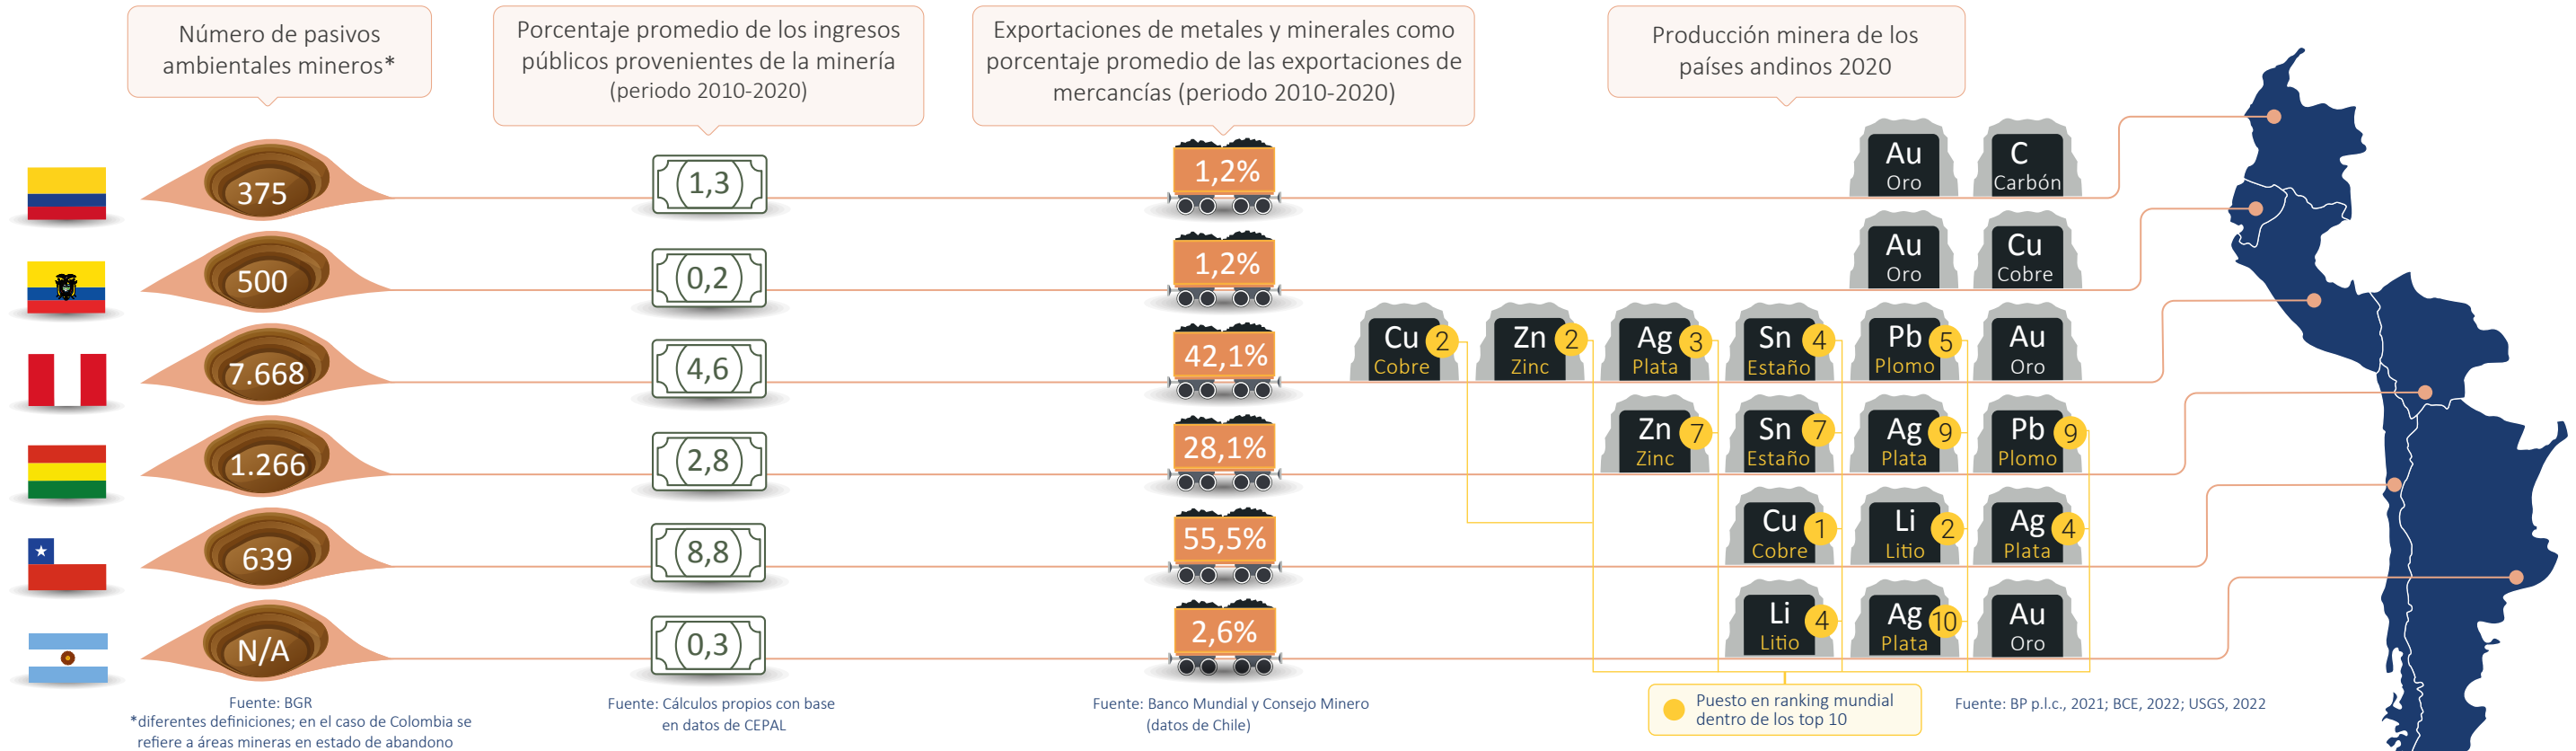 Número de pasivos
ambientales mineros*
Porcentaje promedio de los ingresos
públicos provenientes de la minería
(periodo 2010-2020)
Exportaciones de metales y minerales como
porcentaje promedio de las exportaciones de
mercancías (periodo 2010-2020)
Producción minera de los
países andinos 2020
375
1,3
1,2%
Au
Oro
C
Carbón
500
0,2
1,2%
Au
Oro
Cu
Cobre
7.668
4,6
42,1%
Cu 2
Cobre
Zn 2
Zinc
Ag 3
Plata
Sn 4
Estaño
Pb 5
Plomo
Au
Oro
1.266
2,8
28,1%
Zn 7
Zinc
Sn 7
Estaño
Ag 9
Plata
Pb 9
Plomo
639
8,8
55,5%
Cu 1
Cobre
Li 2
Litio
Ag 4
Plata
N/A
0,3
2,6%
Li 4
Litio
Ag 10
Plata
Au
Oro
Fuente: BGR
*diferentes definiciones; en el caso de Colombia se
refiere a áreas mineras en estado de abandono
Fuente: Cálculos propios con base
en datos de CEPAL
Fuente: Banco Mundial y Consejo Minero
(datos de Chile)
Puesto en ranking mundial
dentro de los top 10
Fuente: BP p.l.c., 2021; BCE, 2022; USGS, 2022